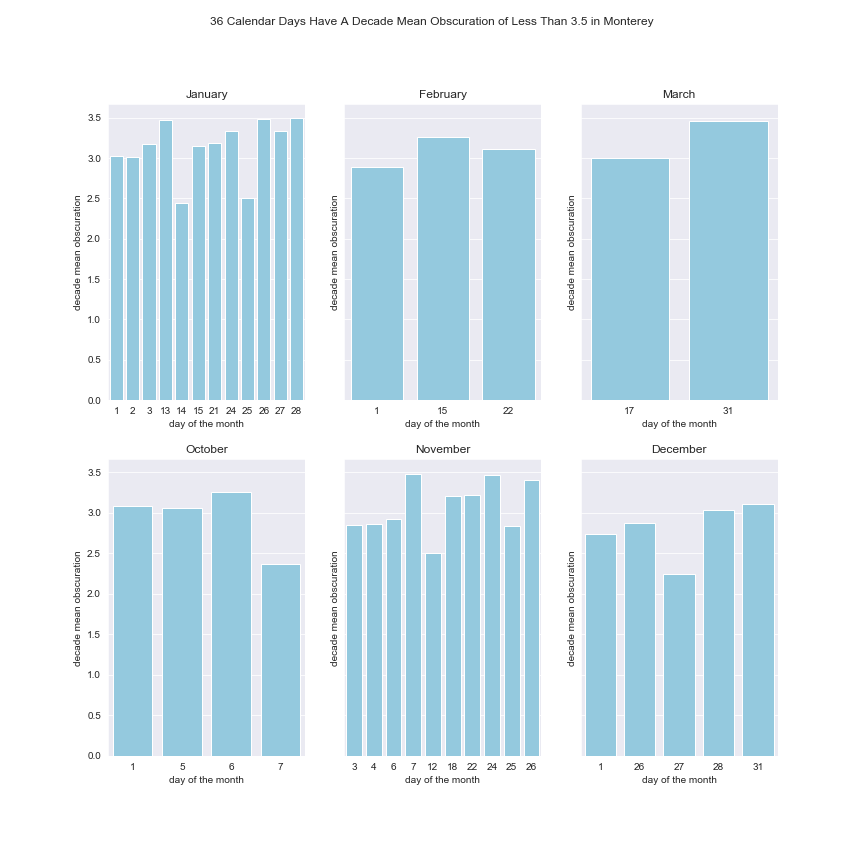 36 Calendar Days Have A Decade Mean Obscuration of Less Than 3.5 in Monterey
January
3.5
3.0
2.5
2.0
1.5
1.0
0.5
0.0
decade mean obscuration
1 2 3 13 14 15 21 24 25 26 27 28
day of the month
February
decade mean obscuration
1 15 22
day of the month
March
decade mean obscuration
17 31
day of the month
October
3.5
3.0
2.5
2.0
1.5
1.0
0.5
0.0
decade mean obscuration
1 5 6 7
day of the month
November
decade mean obscuration
3 4 6 7 12 18 22 24 25 26
day of the month
December
decade mean obscuration
1 26 27 28 31
day of the month